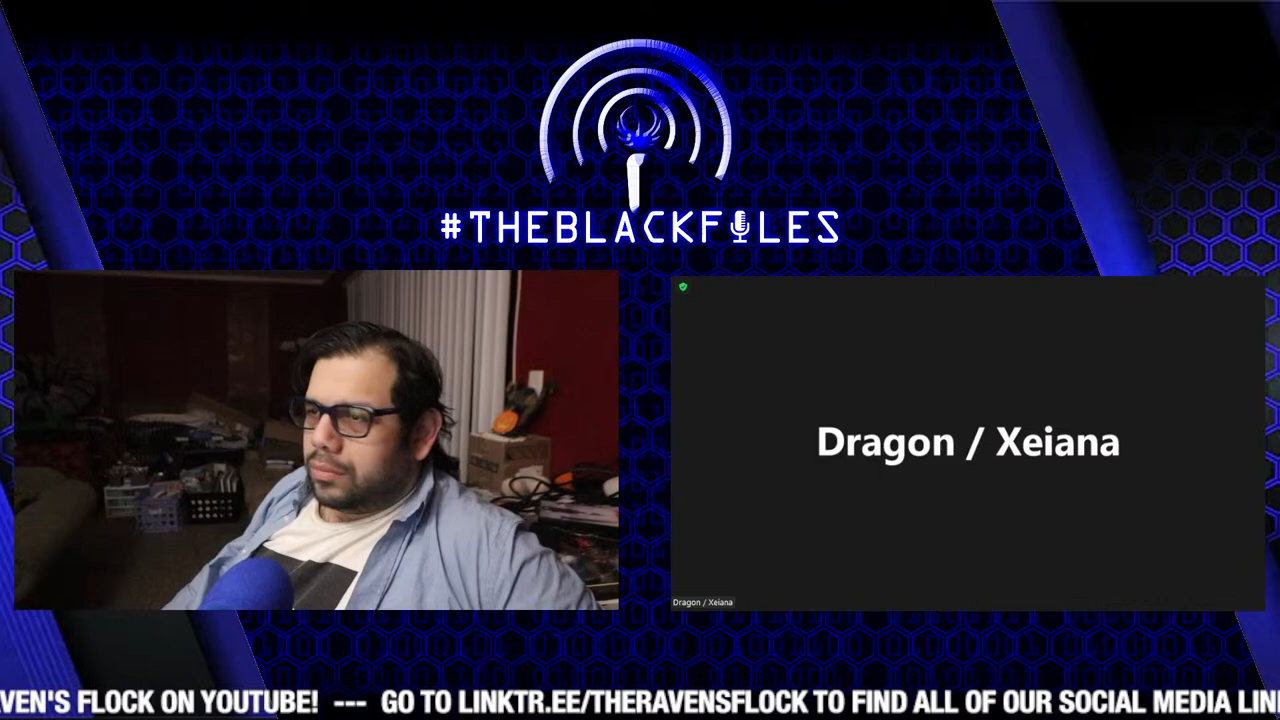 #THEBLACKFILES
Dragon / Xeiana
Dragon / Xeiana
VEN'S FLOCK ON YOUTUBE! --- GO TO LINKTR.EE/THERAVENSFLOCK TO FIND ALL OF OUR SOCIAL MEDIA LIN